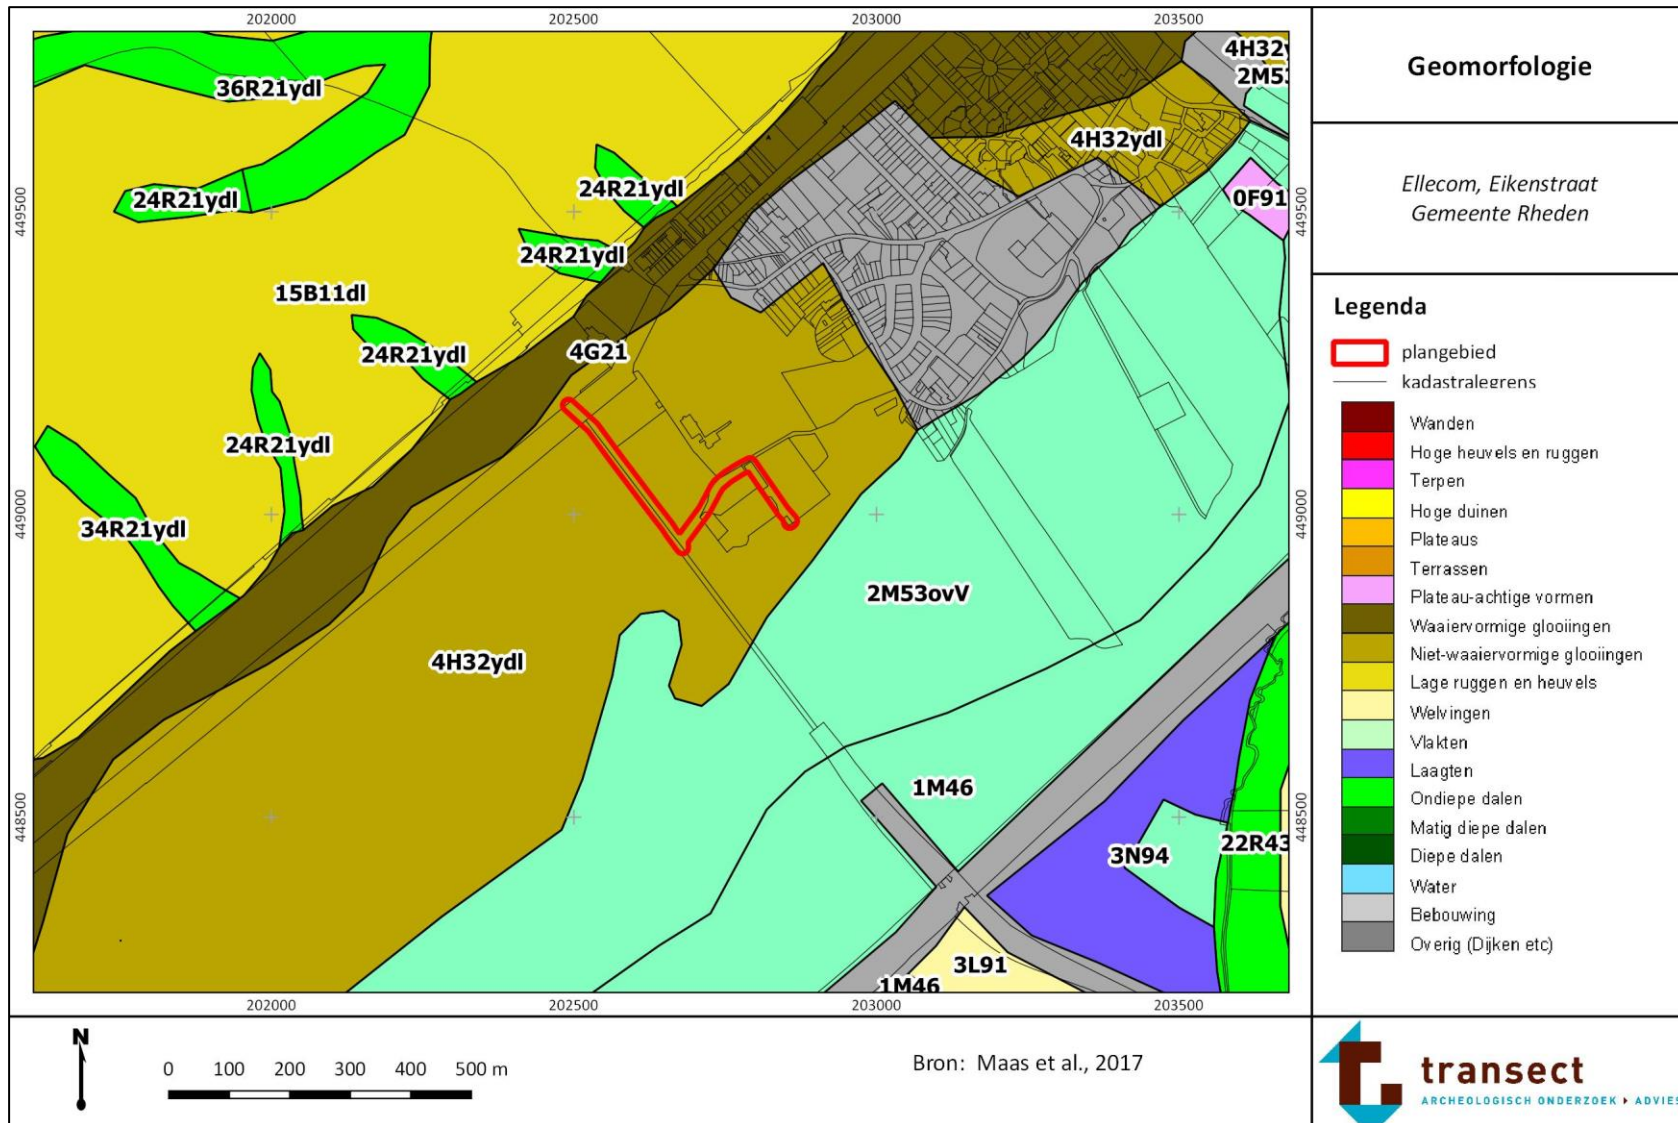 202000 202500 203000 203500
4H32y
2M53
36R21ydl
4H32ydl
24R21ydl
24R21ydl
0F91
449500
449500
24R21ydl
15B11dl
24R21ydl
4G21
24R21ydl
34R21ydl
449000
449000
2M53ovV
4H32ydl
1M46
448500
448500
3N94
22R43
3L91
1M46
202000 202500 203000 203500
N
0 100 200 300 400 500 m
Bron: Maas et al., 2017
Geomorfologie
Ellecom, Eikenstraat
Gemeente Rheden
Legenda
plangebied
kadastralegrens
Wanden
Hoge heuvels en ruggen
Terpen
Hoge duinen
Plateaus
Terrassen
Plateau-achtige vormen
Waaiervormige glooiingen
Niet-waaiervormige glooiingen
Lage ruggen en heuvels
Welvingen
Vlakten
Laagten
Ondiepe dalen
Matig diepe dalen
Diepe dalen
Water
Bebouwing
Overig (Dijken etc)
transect
ARCHEOLOGISCH ONDERZOEK ▸ ADVIES